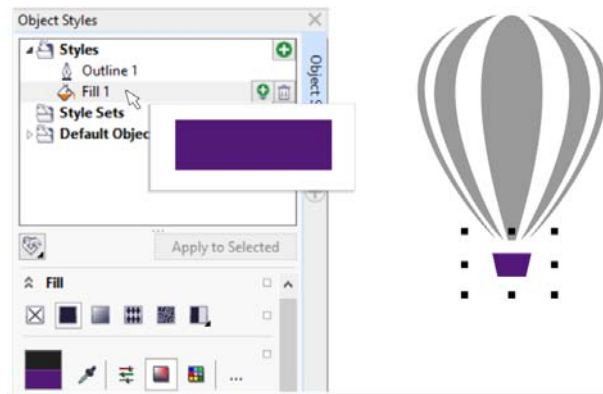 Object Styles
Styles
Outline 1
Fill 1
Style Sets
Default Objec
Object S
Apply to Selected
Fill